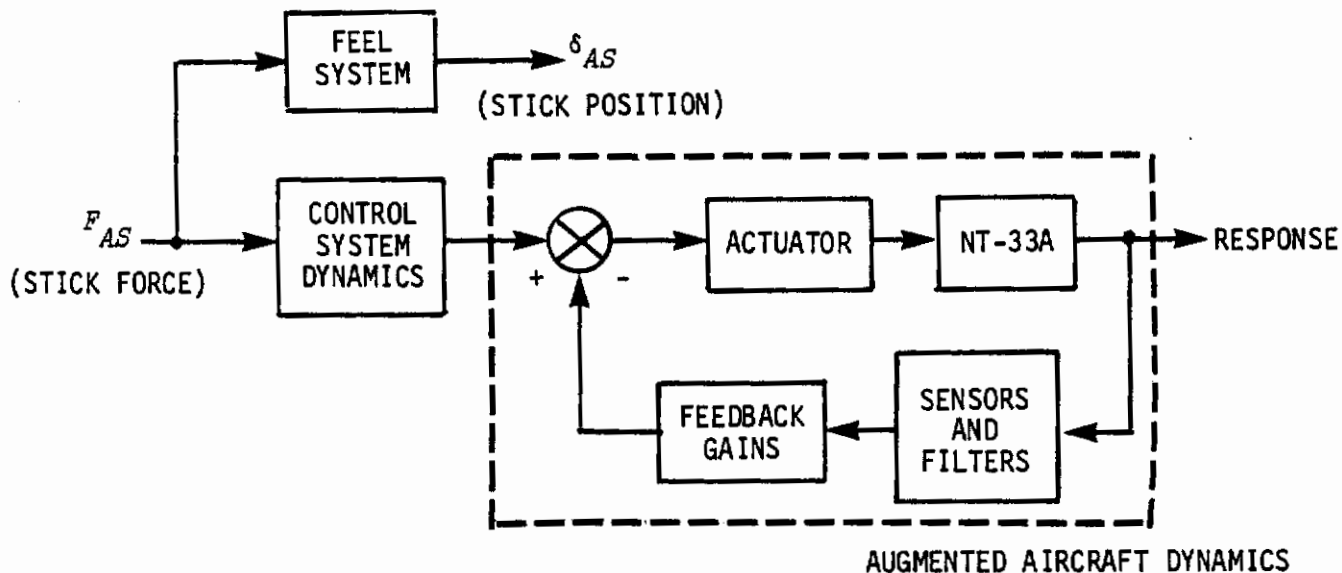 FEEL
SYSTEM
δAS
(STICK POSITION)
FAS
(STICK FORCE)
CONTROL
SYSTEM
DYNAMICS
+
-
ACTUATOR
NT-33A
RESPONSE
FEEDBACK
GAINS
SENSORS
AND
FILTERS
AUGMENTED AIRCRAFT DYNAMICS